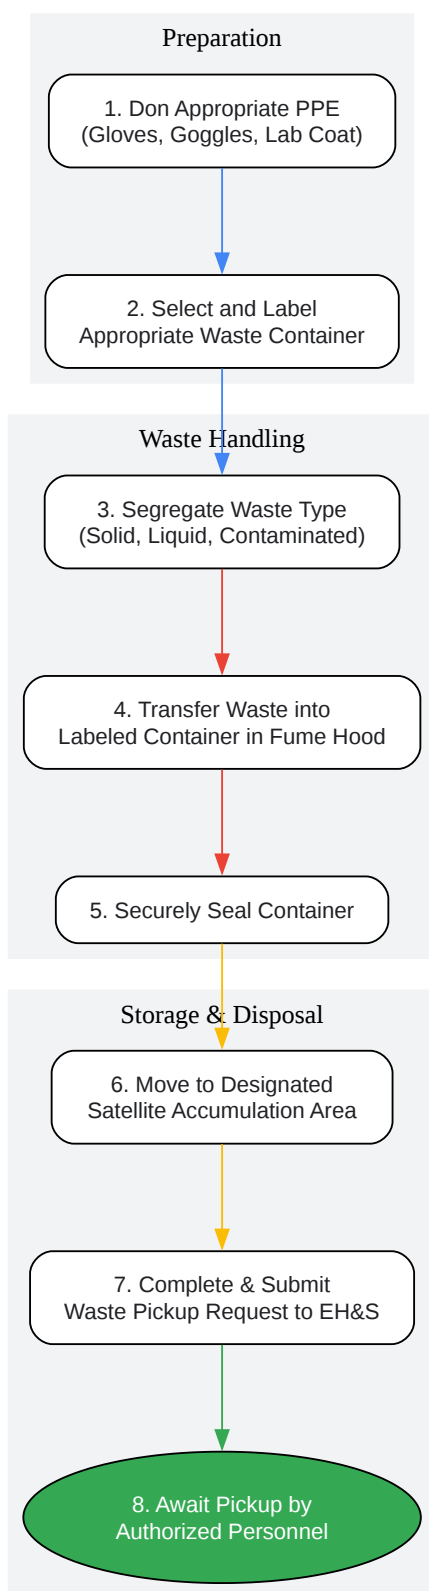 Preparation
1. Don Appropriate PPE
(Gloves, Goggles, Lab Coat)
2. Select and Label
Appropriate Waste Container
Waste Handling
3. Segregate Waste Type
(Solid, Liquid, Contaminated)
4. Transfer Waste into
Labeled Container in Fume Hood
5. Securely Seal Container
Storage & Disposal
6. Move to Designated
Satellite Accumulation Area
7. Complete & Submit
Waste Pickup Request to EH&S
8. Await Pickup by
Authorized Personnel